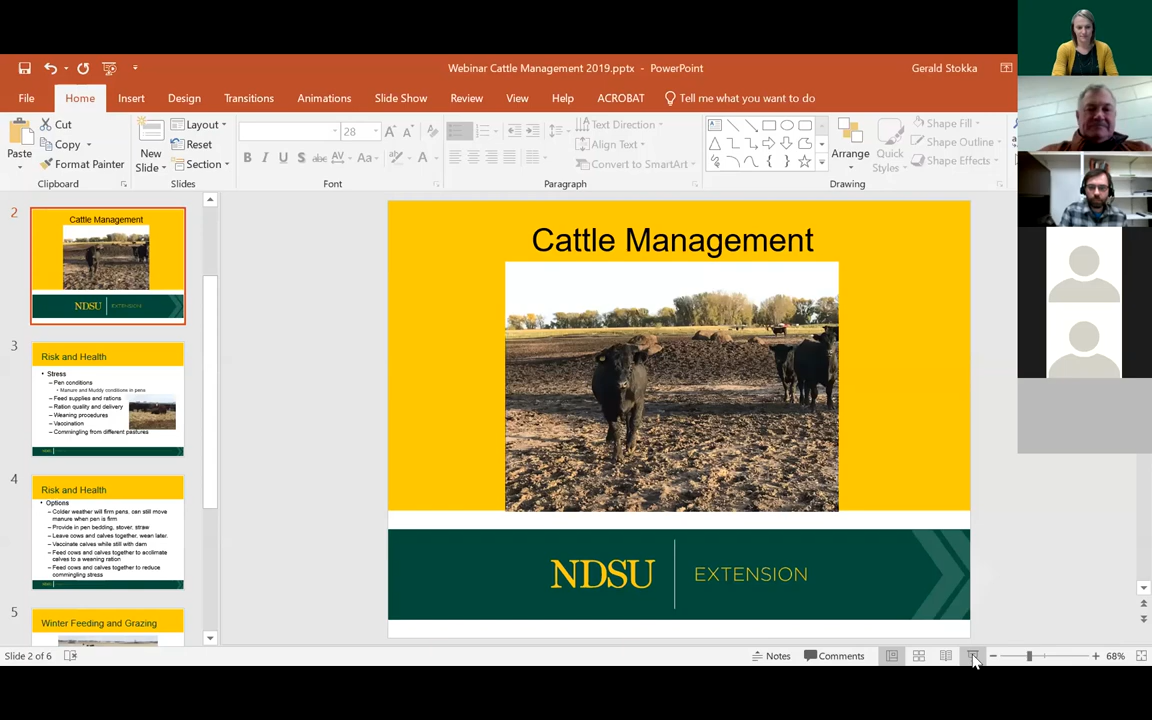 Webinar Cattle Management 2019.pptx - PowerPoint
Gerald Stokka
File Home Insert Design Transitions Animations Slide Show Review View Help ACROBAT Tell me what you want to do
Paste
Cut
Copy
Format Painter
Clipboard
New
Slide
Layout
Reset
Section
Slides
28
Font
Text Direction
Align Text
Convert to SmartArt
Paragraph
Arrange
Quick
Styles
Shape Fill
Shape Outline
Shape Effects
Drawing
2
Cattle Management
NDSU EXTENSION
3
Risk and Health
• Stress
– Pen conditions
• Manure and Muddy conditions in pens
– Feed supplies and rations
– Ration quality and delivery
– Weaning procedures
– Vaccination
– Commingling from different pastures
4
Risk and Health
• Options
– Colder weather will firm pens, can still move
manure when pen is firm
– Provide in pen bedding, stover, straw
– Leave cows and calves together, wean later.
– Vaccinate calves while still with dam
– Feed cows and calves together to acclimate
calves to a weaning ration
– Feed cows and calves together to reduce
commingling stress
5
Winter Feeding and Grazing
Cattle Management
NDSU EXTENSION
Slide 2 of 6
Notes
Comments
68%